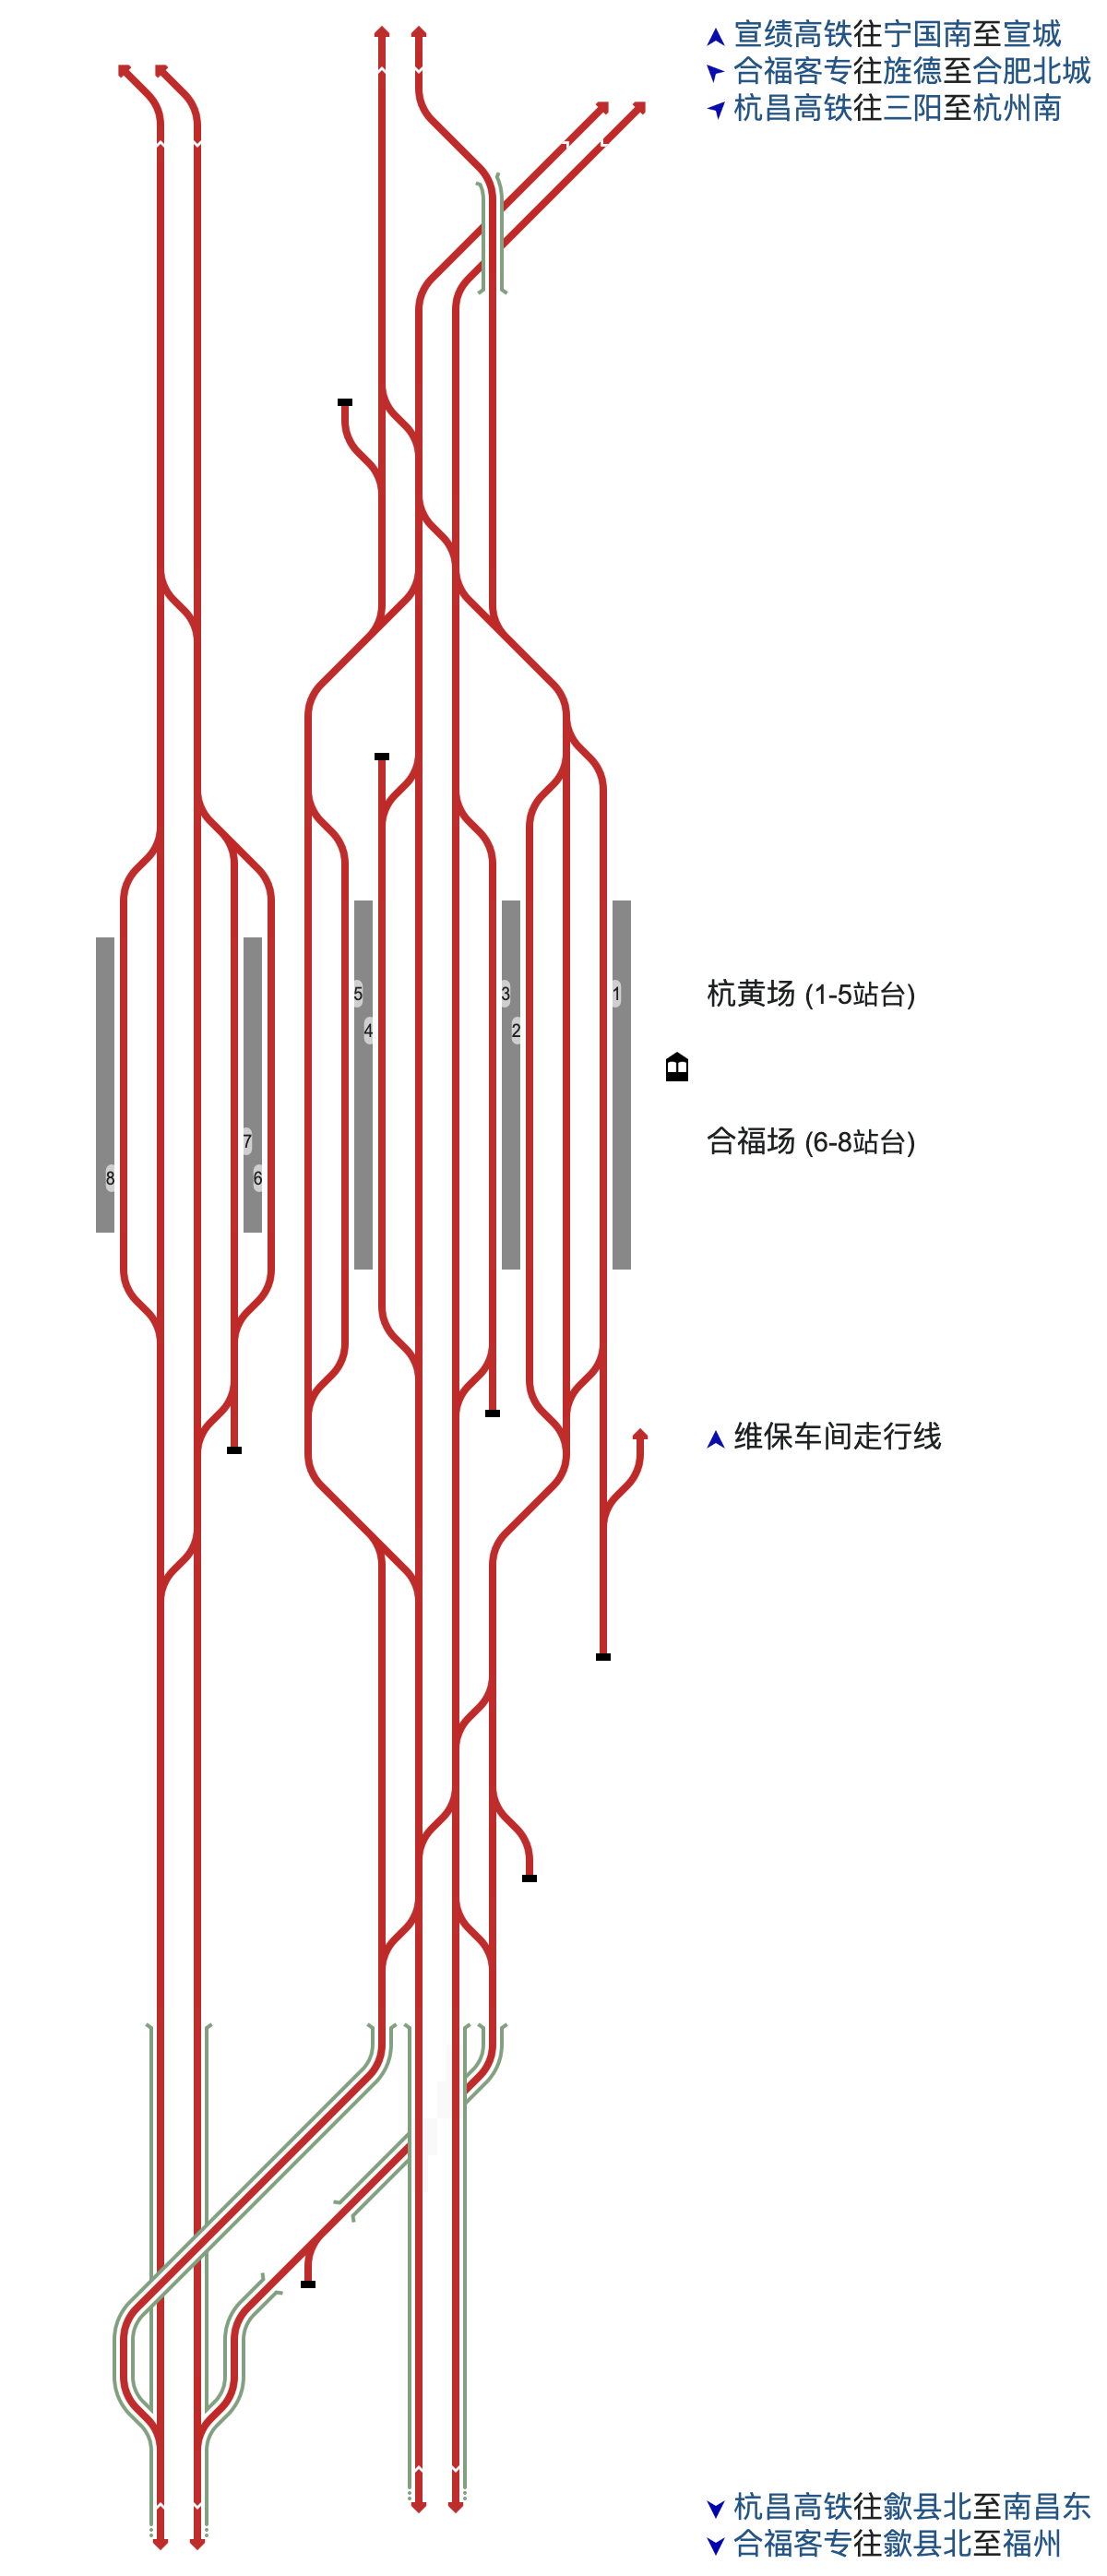 宣绩高铁往宁国南至宣城
合福客专往旌德至合肥北城
杭昌高铁往三阳至杭州南
5
3
1
杭黄场 (1-5站台)
4
2
7
合福场 (6-8站台)
8
6
维保车间走行线
杭昌高铁往歙县北至南昌东
合福客专往歙县北至福州